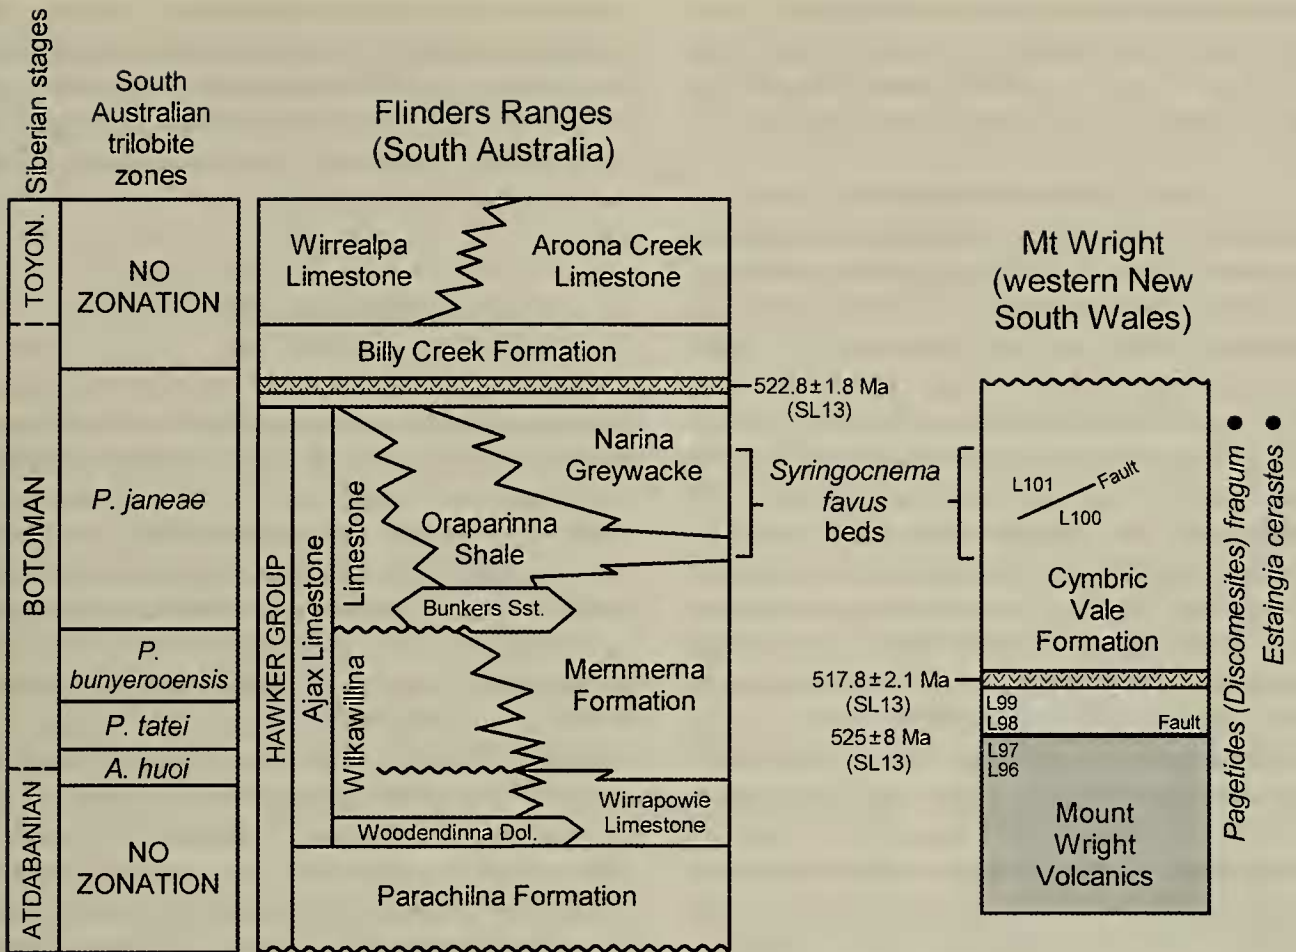 Siberian stages
South
Australian
trilobite
zones
Flinders Ranges
(South Australia)
TOYON.
BOTOMAN
ATDABANIAN
NO
ZONATION
P. janeae
P.
bunyerooensis
P. tatei
A. huoi
NO
ZONATION
Wirrealpa
Limestone
Aroona Creek
Limestone
Billy Creek Formation
522.8±1.8 Ma
(SL13)
HAWKER GROUP
Ajax Limestone
Wilkawillina
Limestone
Narina
Greywacke
Oraparinna
Shale
Bunkers Sst.
Mernmerna
Formation
Wirrapowie
Limestone
Woodendinna Dol.
Parachilna Formation
Syringocnema
favus
beds
517.8±2.1 Ma
(SL13)
525±8 Ma
(SL13)
Mt Wright
(western New
South Wales)
L101
Fault
L100
Cymbric
Vale
Formation
L99
L98
Fault
L97
L96
Mount
Wright
Volcanics
Pagetides (Discomesites) fragum ●
Estaingia cerastes ●